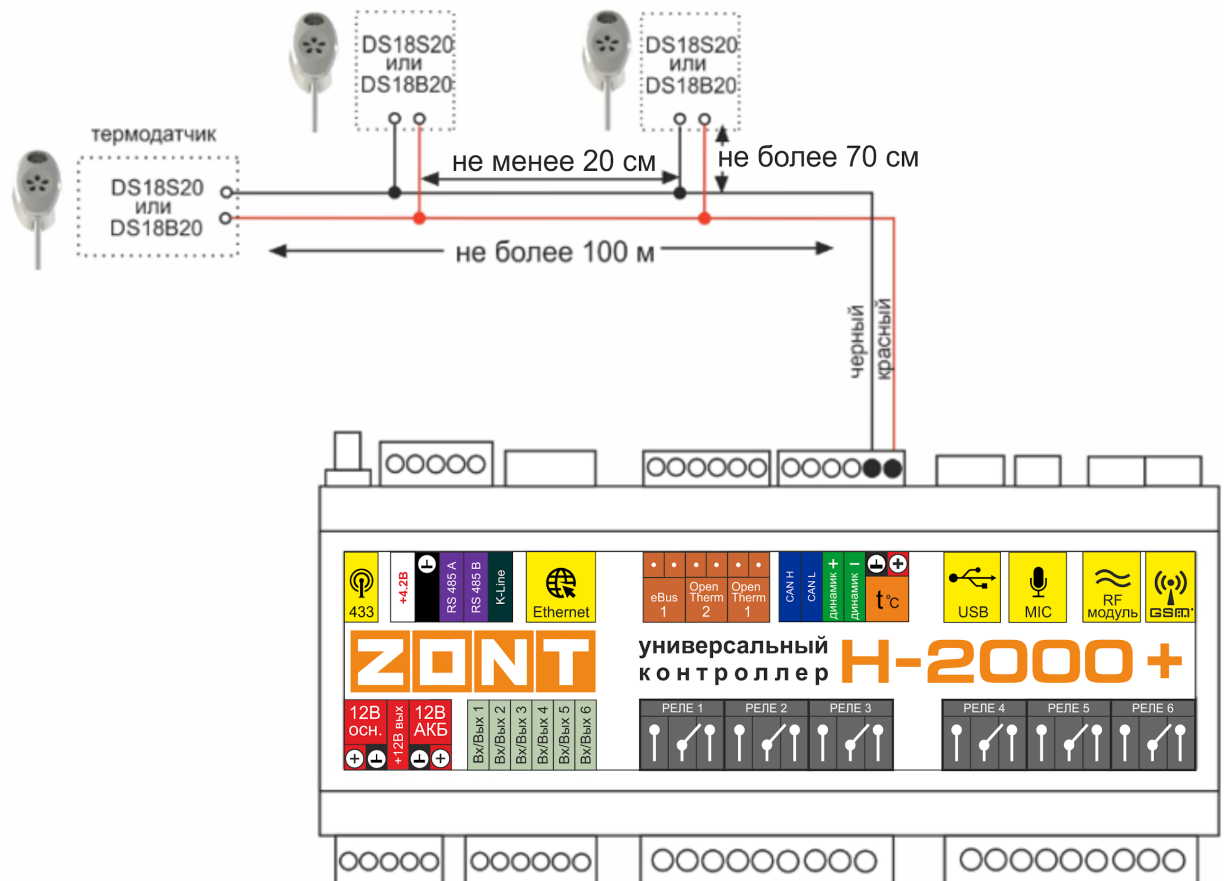 DS18S20
или
DS18B20
DS18S20
или
DS18B20
термодатчик
не менее 20 см
не более 70 см
DS18S20
или
DS18B20
не более 100 м
черный
красный
433
+4.2В
RS 485 A
RS 485 B
K-Line
Ethernet
eBus
1
Open
Therm
2
Open
Therm
1
CAN H
CAN L
динамик +
динамик −
t°C
USB
MIC
RF
модуль
GSM
ZONT
универсальный
контроллер
H-2000+
12В
осн.
+12В вых
12В
АКБ
Вх/Вых 1
Вх/Вых 2
Вх/Вых 3
Вх/Вых 4
Вх/Вых 5
Вх/Вых 6
РЕЛЕ 1
РЕЛЕ 2
РЕЛЕ 3
РЕЛЕ 4
РЕЛЕ 5
РЕЛЕ 6